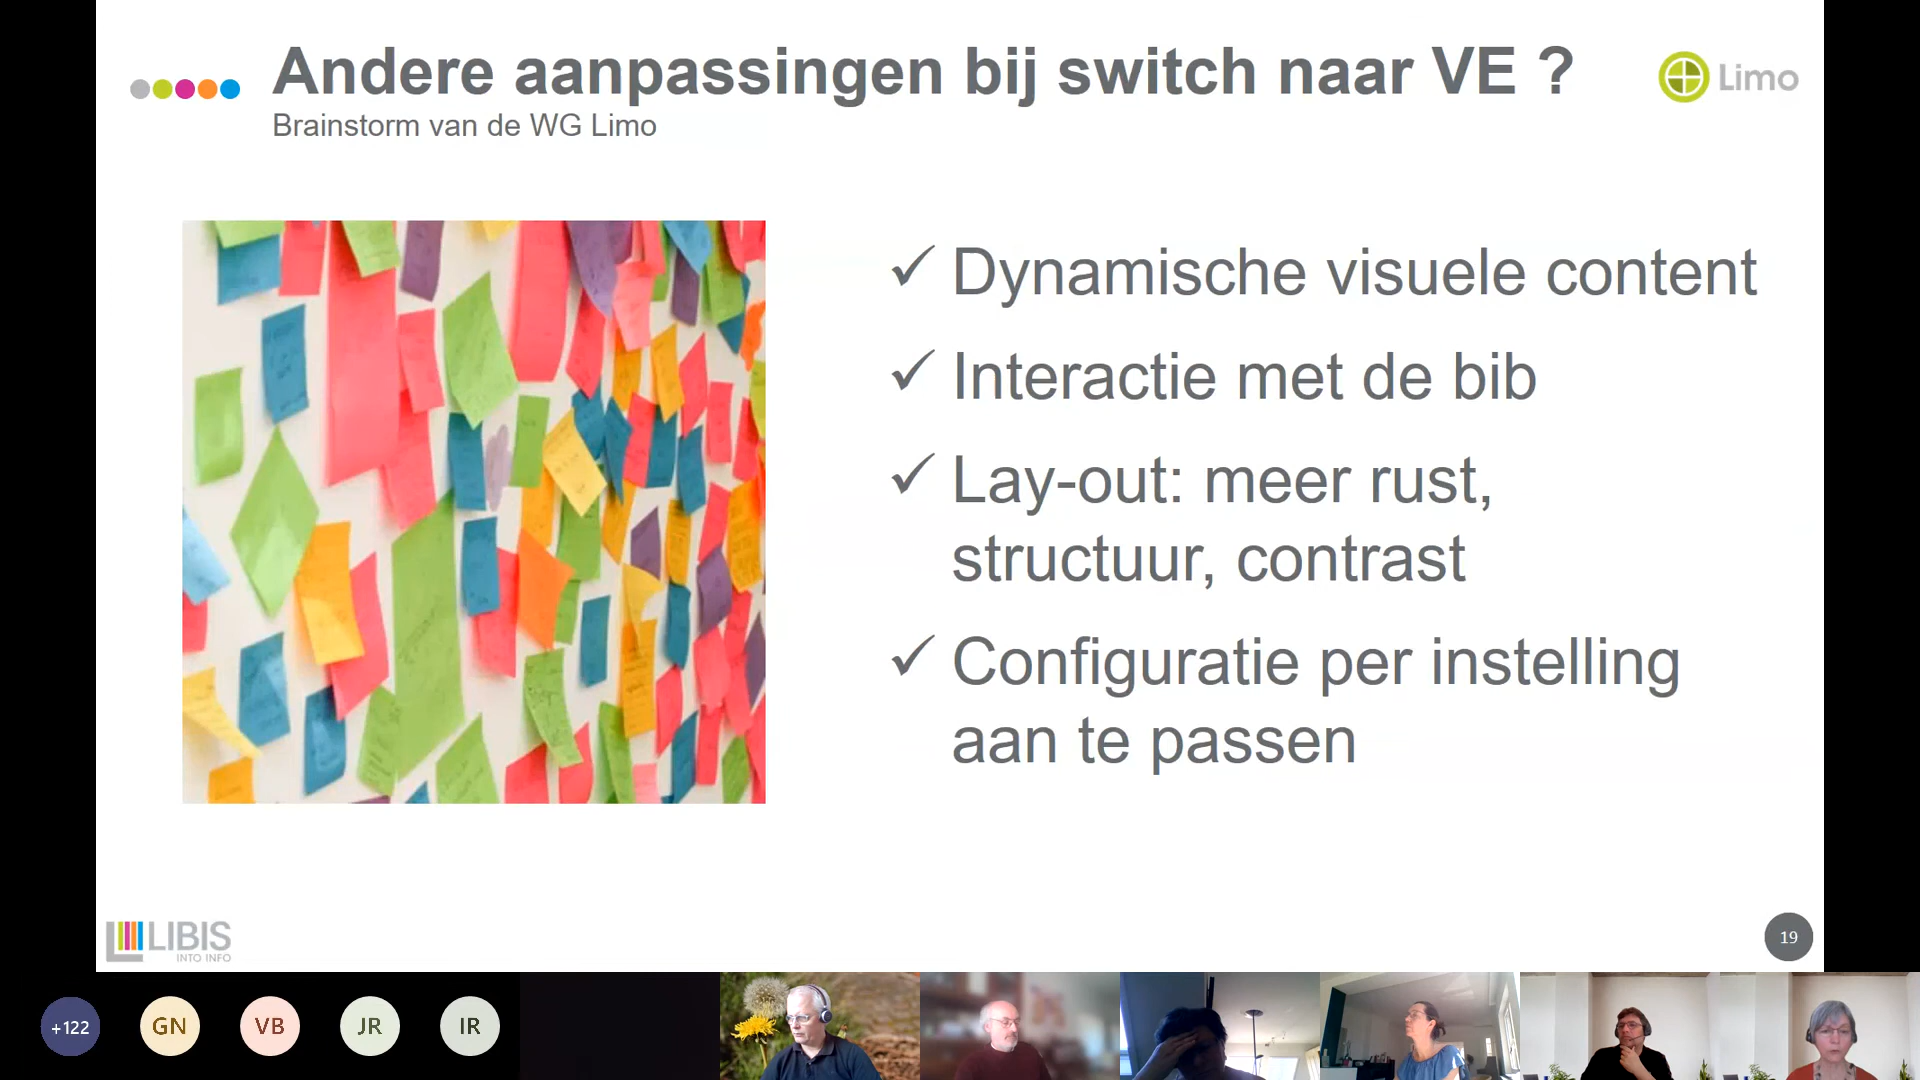 Andere aanpassingen bij switch naar VE ?
Brainstorm van de WG Limo
Limo
✓ Dynamische visuele content
✓ Interactie met de bib
✓ Lay-out: meer rust,
structuur, contrast
✓ Configuratie per instelling
aan te passen
LIBIS
INTO INFO
19
+122
GN
VB
JR
IR